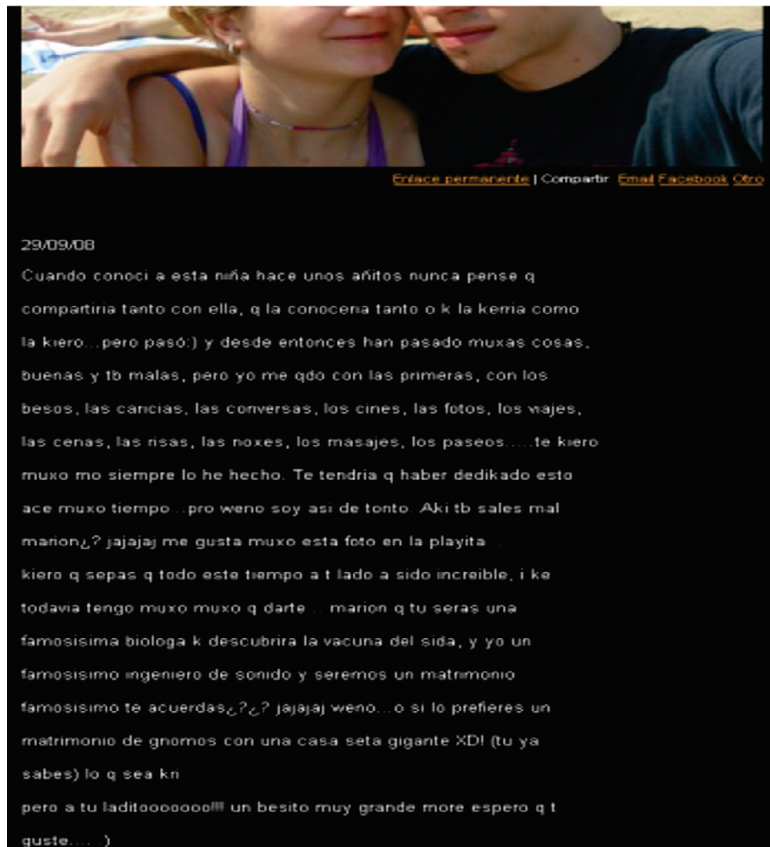 Enlace permanente | Compartir Email Facebook Otro
29/09/08
Cuando conoci a esta niña hace unos añitos nunca pense q
compartiria tanto con ella, q la conoceria tanto o k la kerria como
la kiero...pero pasó:) y desde entonces han pasado muxas cosas,
buenas y tb malas, pero yo me qdo con las primeras, con los
besos, las caricias, las conversas, los cines, las fotos, los viajes,
las cenas, las risas, las noxes, los masajes, los paseos.....te kiero
muxo mo siempre lo he hecho. Te tendria q haber dedikado esto
ace muxo tiempo...pro weno soy asi de tonto. Aki tb sales mal
marion¿? jajajaj me gusta muxo esta foto en la playita...
kiero q sepas q todo este tiempo a t lado a sido increible, i ke
todavia tengo muxo muxo q darte... marion q tu seras una
famosisima biologa k descubrira la vacuna del sida, y yo un
famosisimo ingeniero de sonido y seremos un matrimonio
famosisimo te acuerdas¿?¿? jajajaj weno...o si lo prefieres un
matrimonio de gnomos con una casa seta gigante XD! (tu ya
sabes) lo q sea kri
pero a tu laditooooooo!!! un besito muy grande more espero q t
guste.....:)